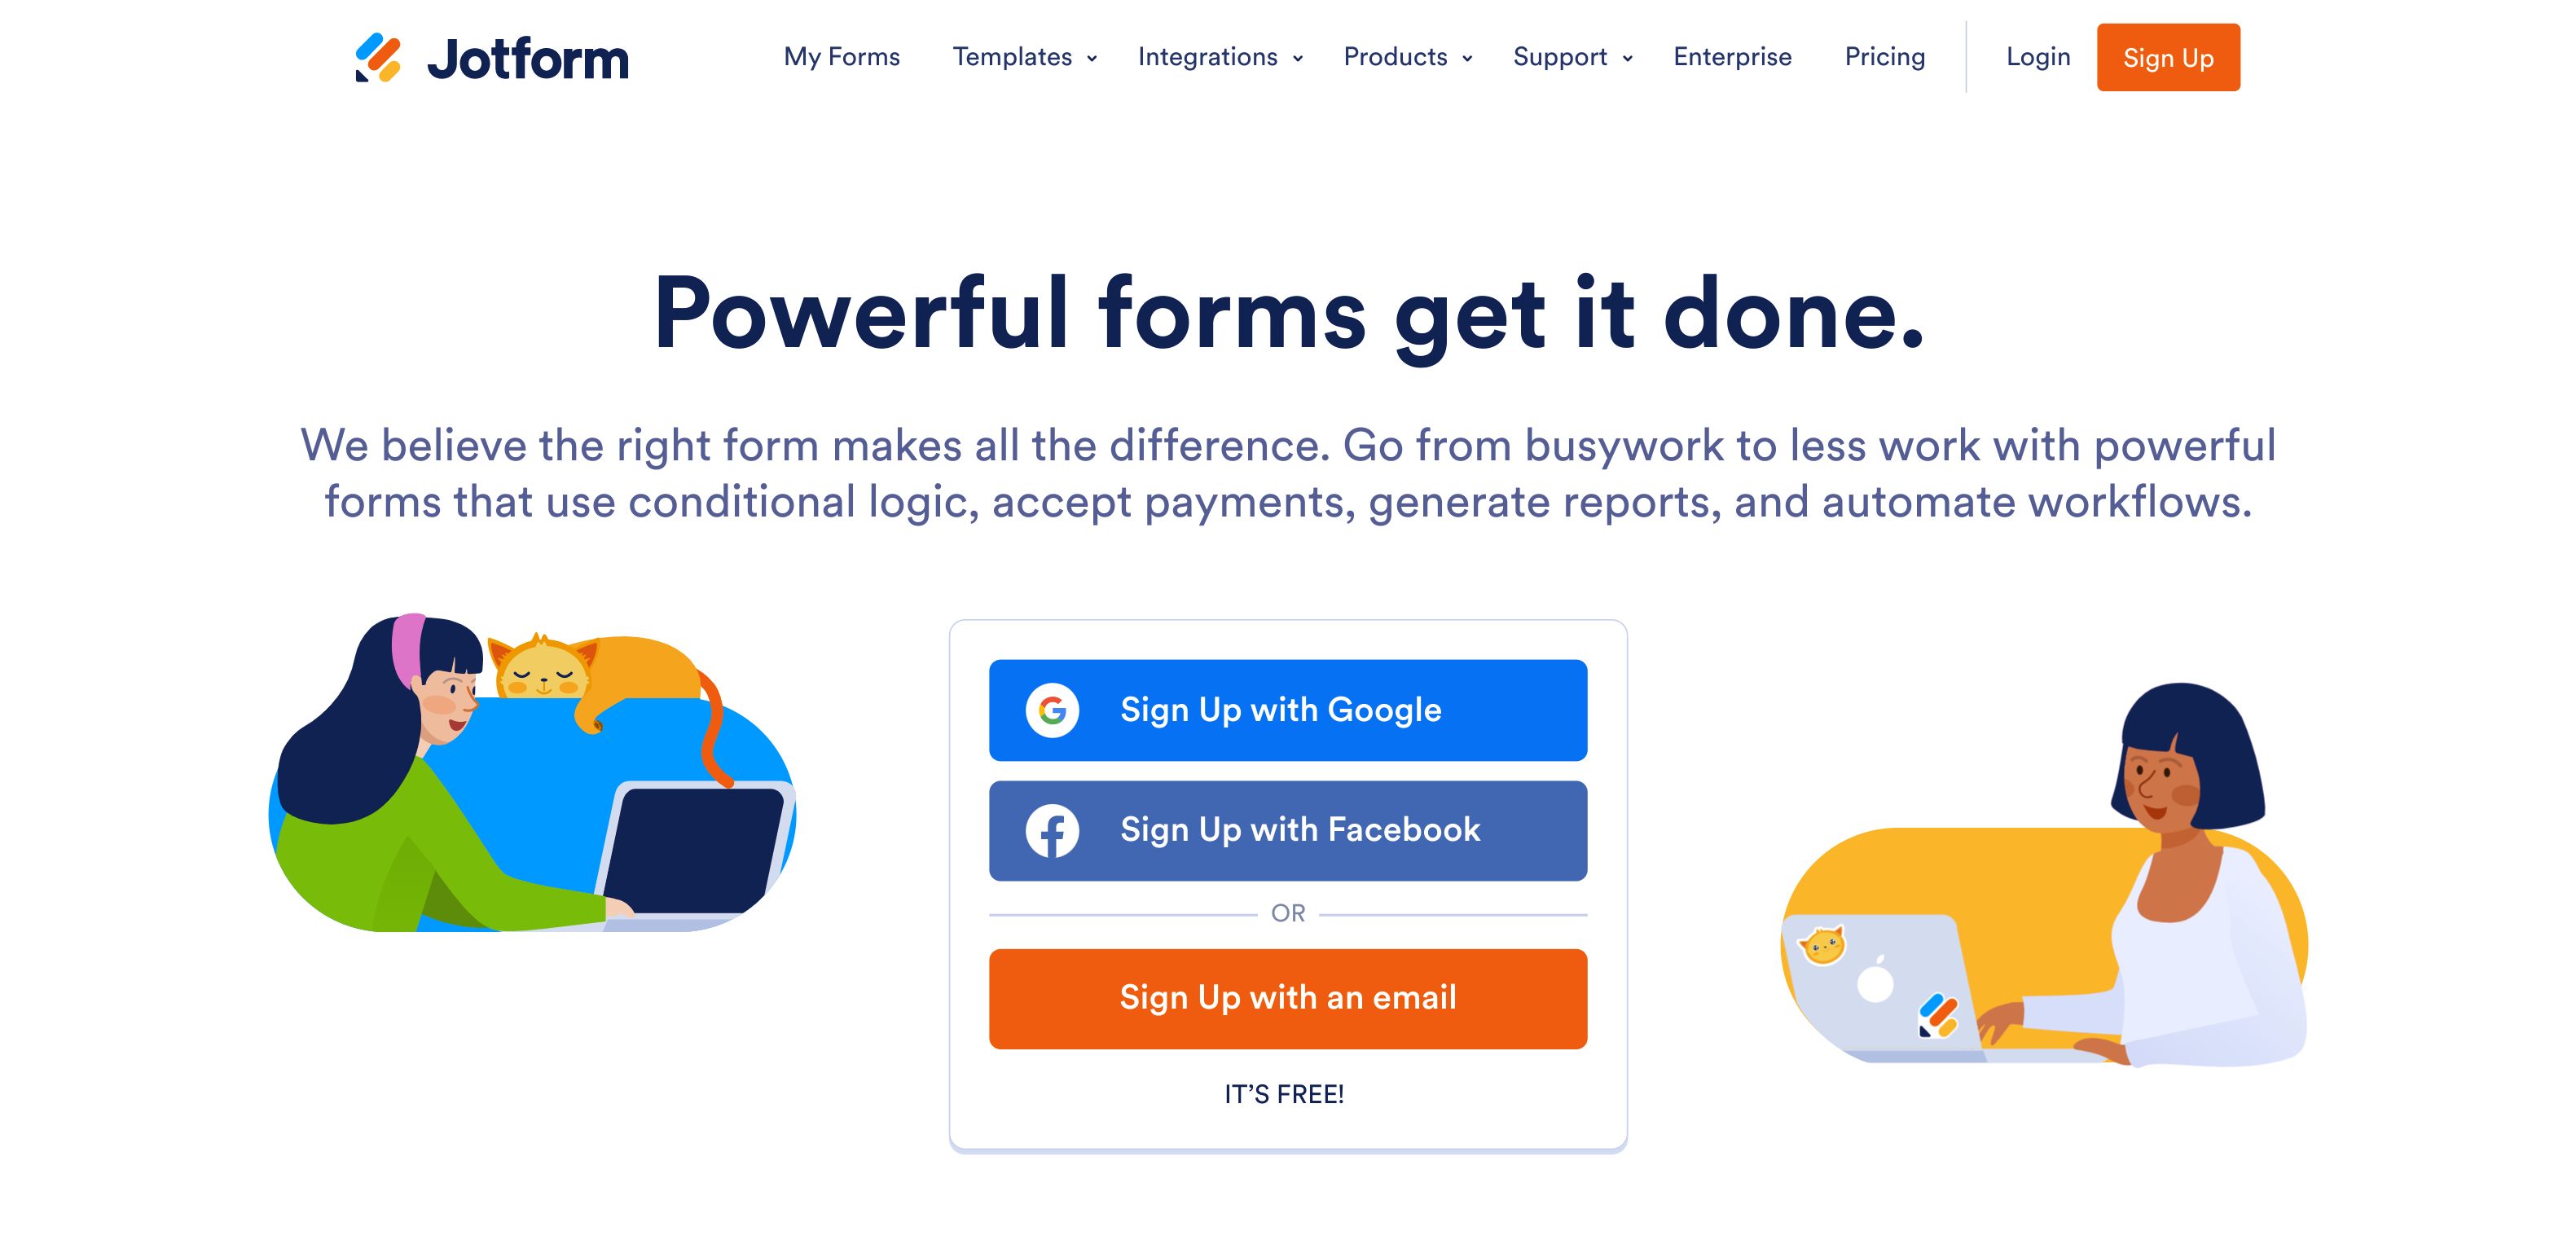 Jotform
My Forms Templates Integrations Products Support Enterprise Pricing Login Sign Up
Powerful forms get it done.
We believe the right form makes all the difference. Go from busywork to less work with powerful
forms that use conditional logic, accept payments, generate reports, and automate workflows.
Sign Up with Google
Sign Up with Facebook
OR
Sign Up with an email
IT’S FREE!